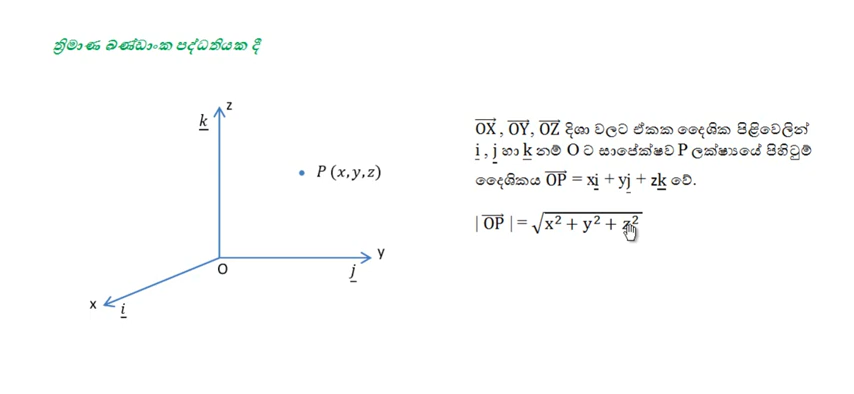 ත්‍රිමාණ ඛණ්ඩාංක පද්ධතියක දී
z
k
P (x, y, z)
O
y
j
x
i
OX⃗ , OY⃗, OZ⃗ දිශා වලට ඒකක දෛශික පිළිවෙලින්
i , j හා k නම් O ට සාපේක්ෂව P ලක්ෂ්‍යයේ පිහිටුම්
දෛශිකය OP⃗ = xi + yj + zk වේ.
| OP⃗ | = √x² + y² + z²